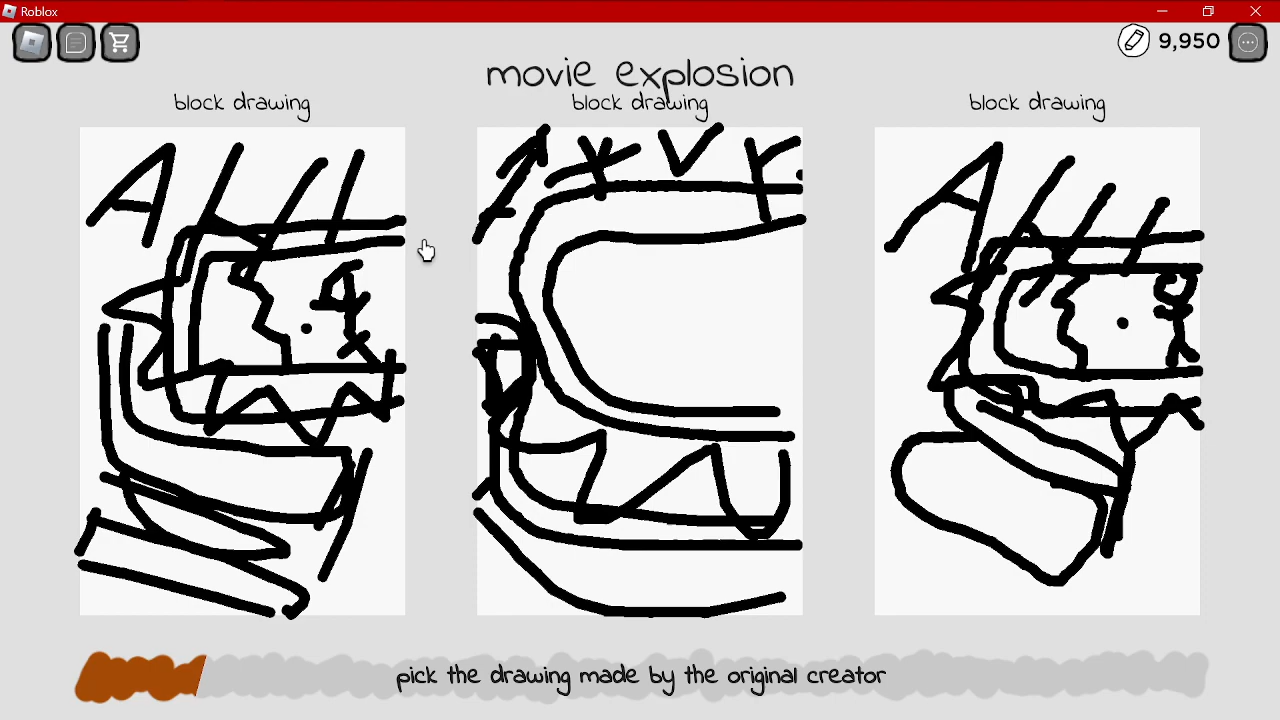 Roblox
9,950
movie explosion
block drawing
block drawing
block drawing
pick the drawing made by the original creator